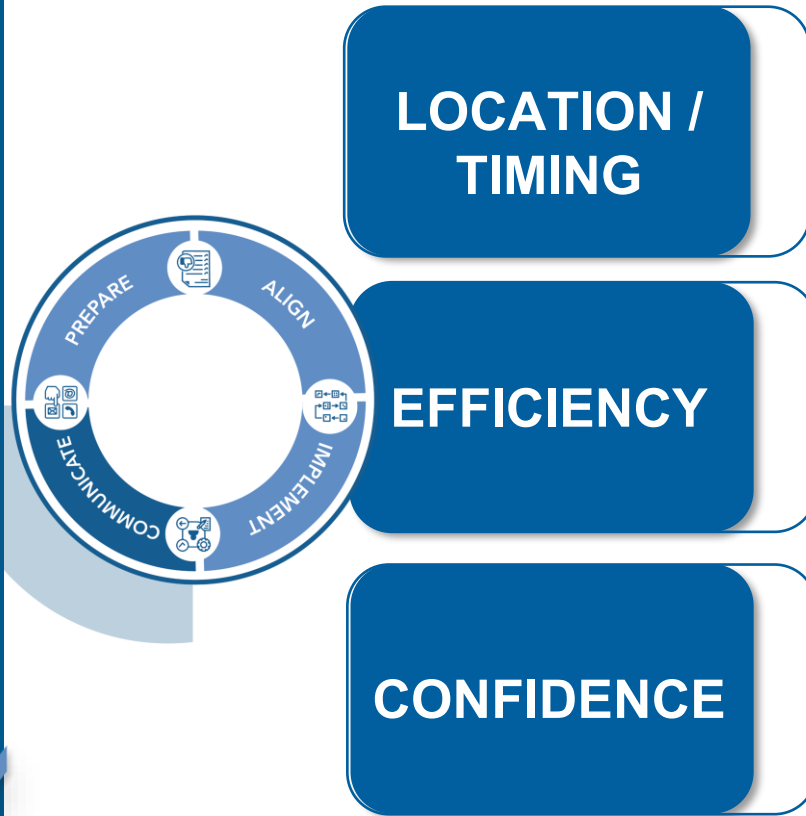 LOCATION /
TIMING
PREPARE
ALIGN
EFFICIENCY
COMMUNICATE
IMPLEMENT
CONFIDENCE